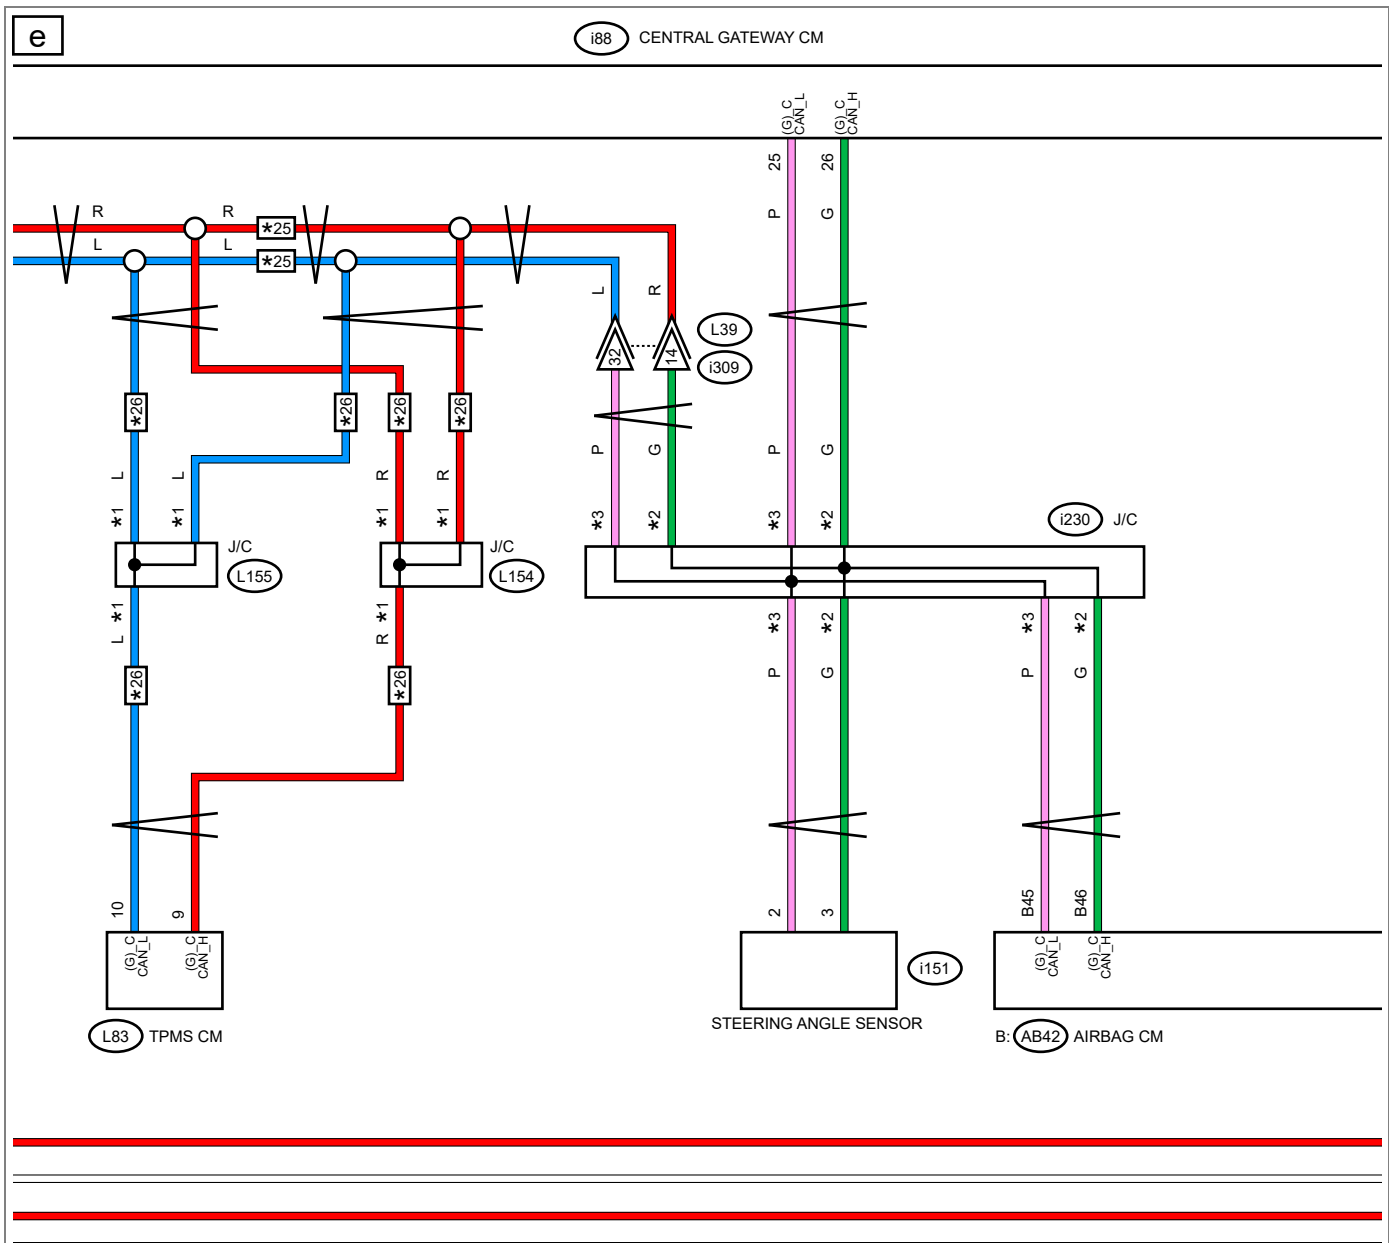 e
i88 CENTRAL GATEWAY CM
(G)_C CAN_L
(G)_C CAN_H
25
26
P
G
R
R
L
L
*25
*25
L
R
32
14
L39
i309
*26
*26
*26
*26
P
G
P
G
L
L
R
R
*1
*1
*1
*1
*3
*2
*3
*2
i230 J/C
J/C
L155
J/C
L154
*1
L
*1
R
*3
*2
*3
*2
P
G
P
G
*26
*26
10
9
2
3
B45
B46
(G)_C CAN_L
(G)_C CAN_H
(G)_C CAN_L
(G)_C CAN_H
i151
L83 TPMS CM
STEERING ANGLE SENSOR
B: AB42 AIRBAG CM